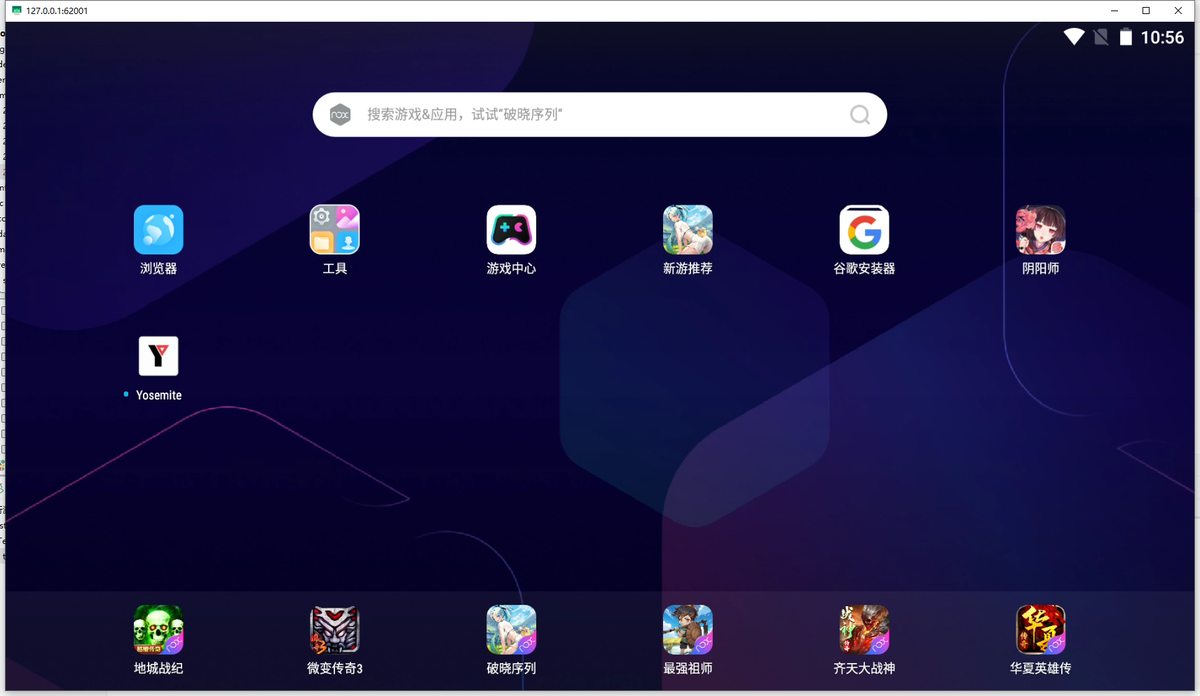 127.0.0.1:62001
10:56
nox 搜索游戏&应用，试试"破晓序列"
浏览器
工具
游戏中心
新游推荐
谷歌安装器
阴阳师
Yosemite
地城战纪
微变传奇3
破晓序列
最强祖师
齐天大战神
华夏英雄传